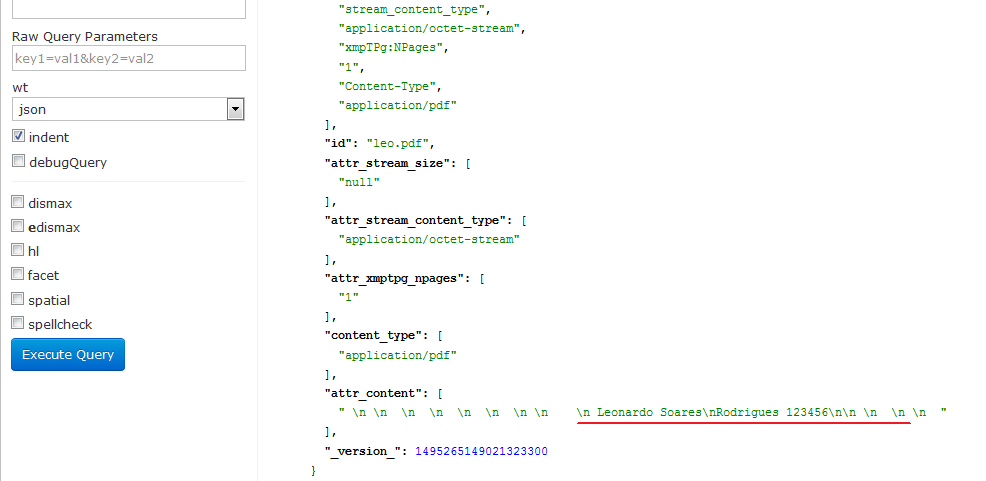 Raw Query Parameters
key1=val1&key2=val2
wt
json
indent
debugQuery
dismax
edismax
hl
facet
spatial
spellcheck
Execute Query
"stream_content_type",
"application/octet-stream",
"xmpTPg:NPages",
"1",
"Content-Type",
"application/pdf"
],
"id": "leo.pdf",
"attr_stream_size": [
"null"
],
"attr_stream_content_type": [
"application/octet-stream"
],
"attr_xmptpg_npages": [
"1"
],
"content_type": [
"application/pdf"
],
"attr_content": [
" \n \n  \n  \n  \n  \n  \n \n    \n Leonardo Soares\nRodrigues 123456\n\n \n  \n \n  "
],
"_version_": 1495265149021323300
}